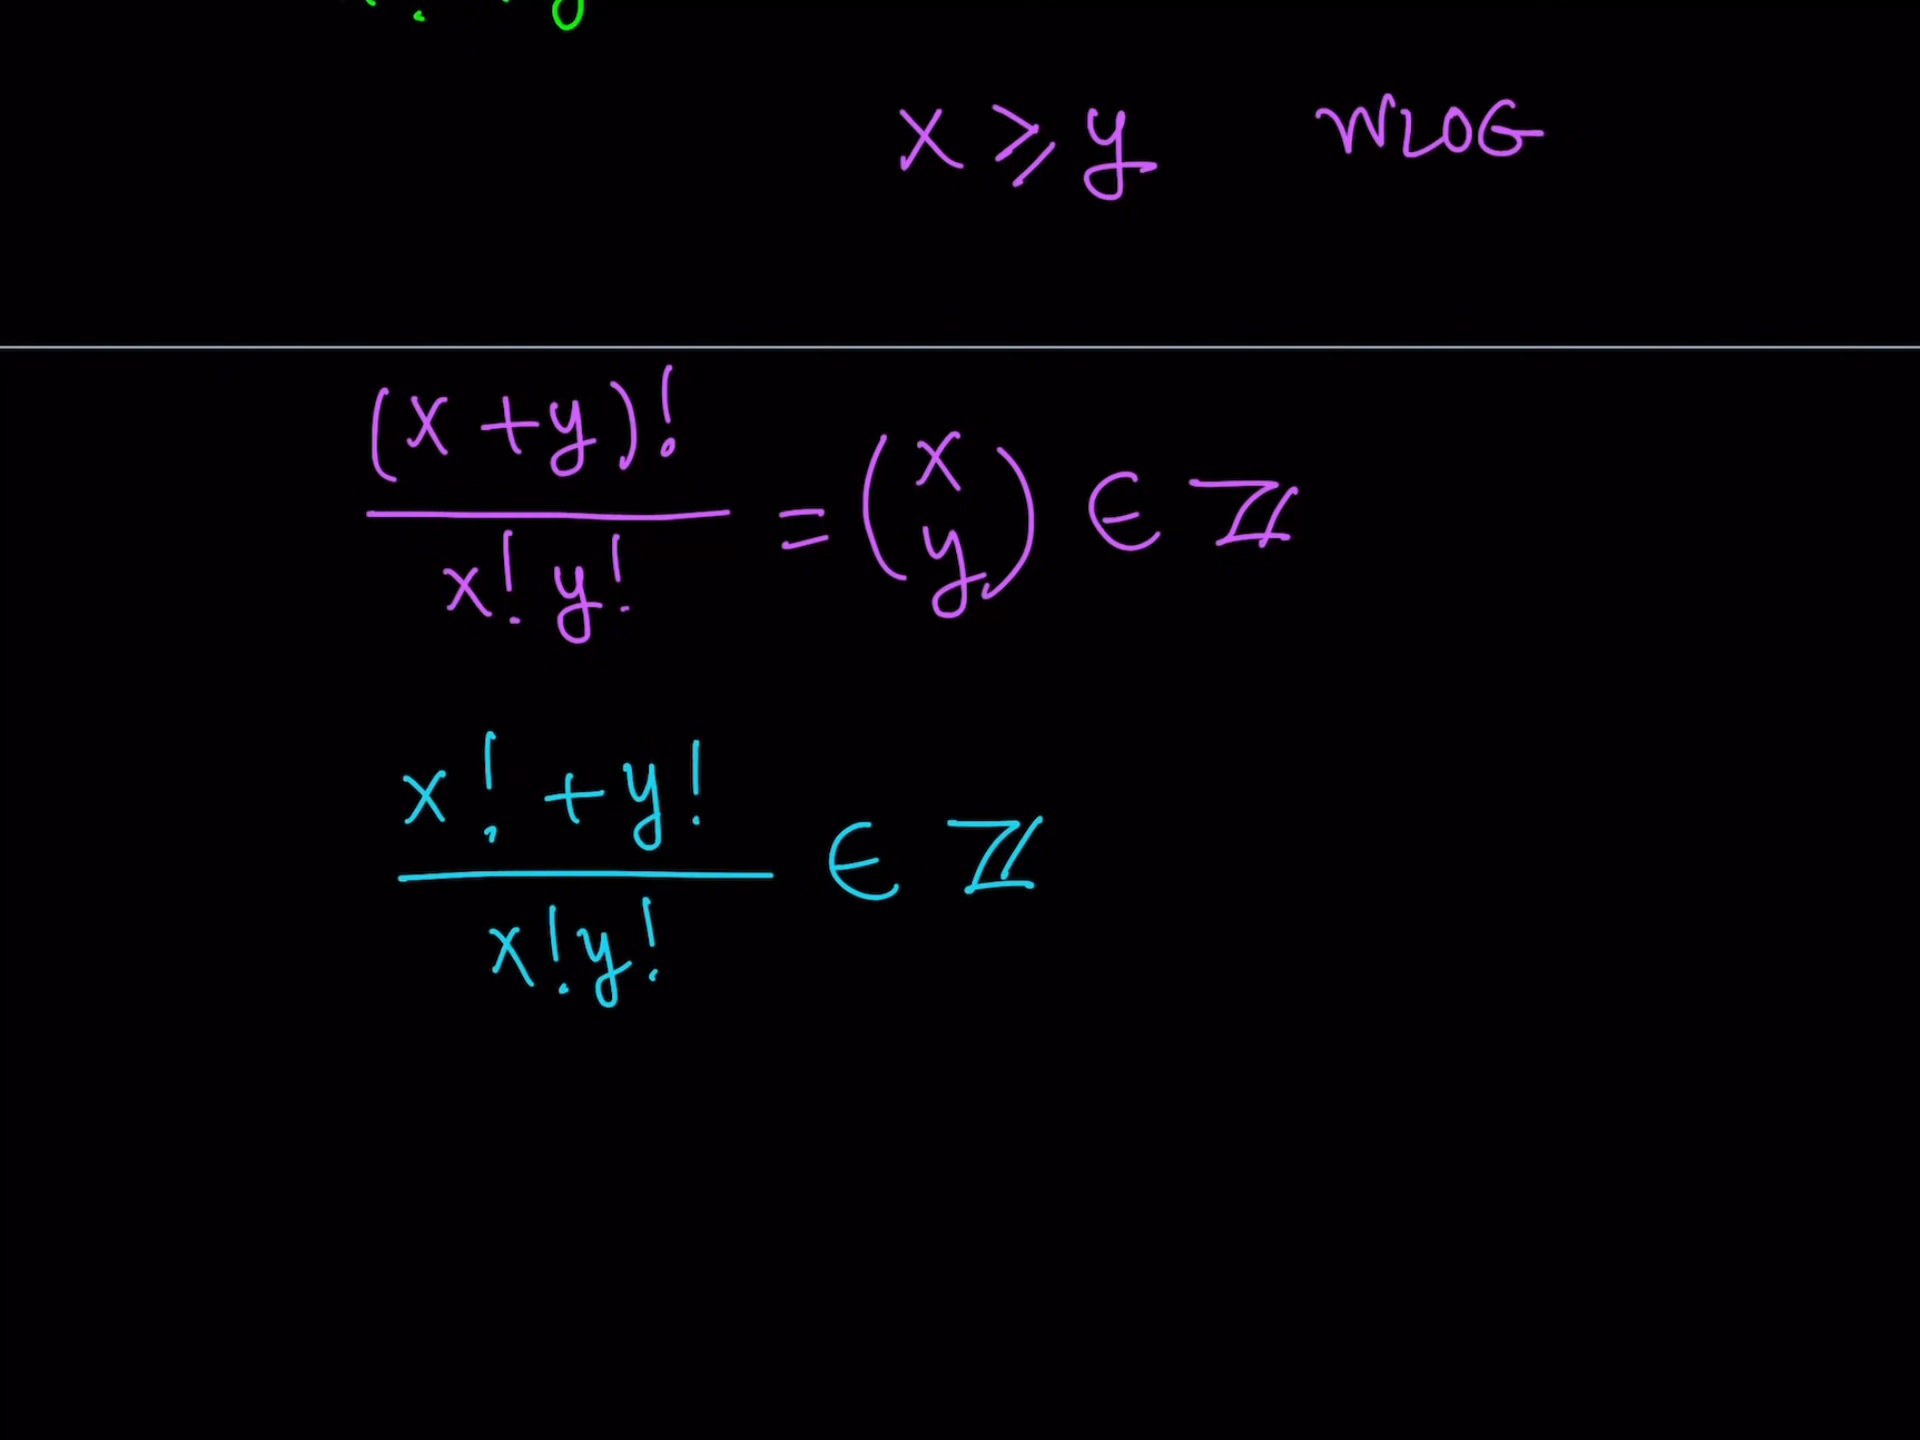 x ≥ y WLOG
(x + y)! / x! y! = (x y) ∈ ℤ
x! + y! / x! y! ∈ ℤ